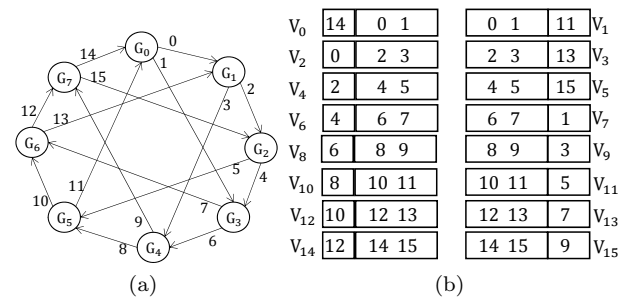 14 G0 0
1
G7 15 G1 2
12 13 3
G6 G2
5
10 11 4
9 7
G5 G3
8 G4 6
(a)
V0 14 0 1 0 1 11 V1
V2 0 2 3 2 3 13 V3
V4 2 4 5 4 5 15 V5
V6 4 6 7 6 7 1 V7
V8 6 8 9 8 9 3 V9
V10 8 10 11 10 11 5 V11
V12 10 12 13 12 13 7 V13
V14 12 14 15 14 15 9 V15
(b)